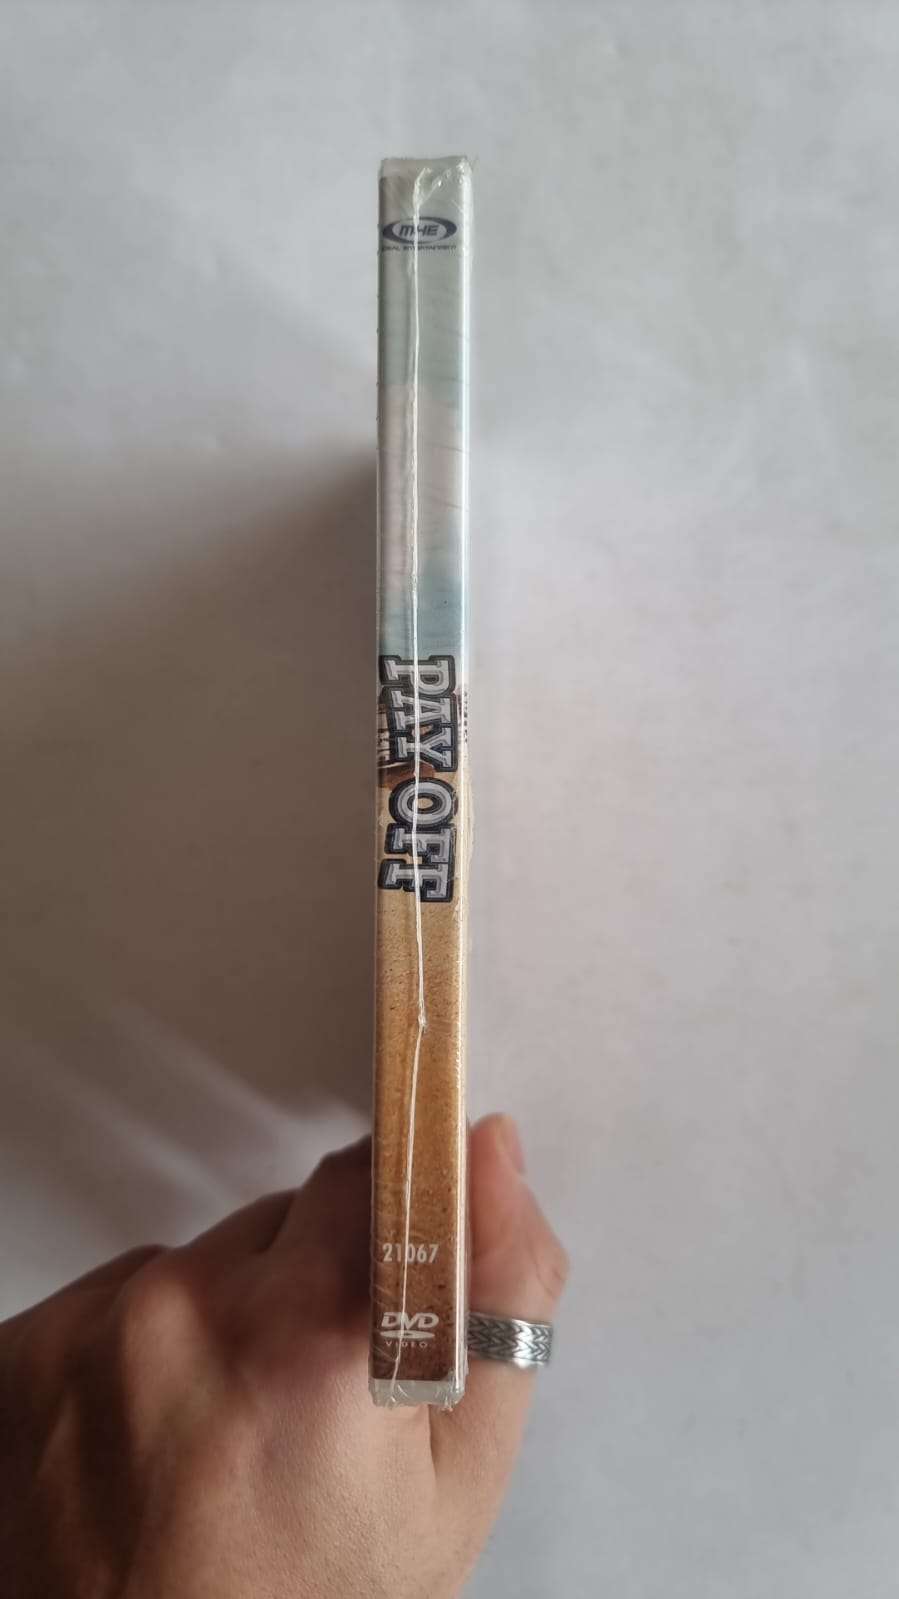 MHE
PAY OFF
21067
DVD
VIDEO